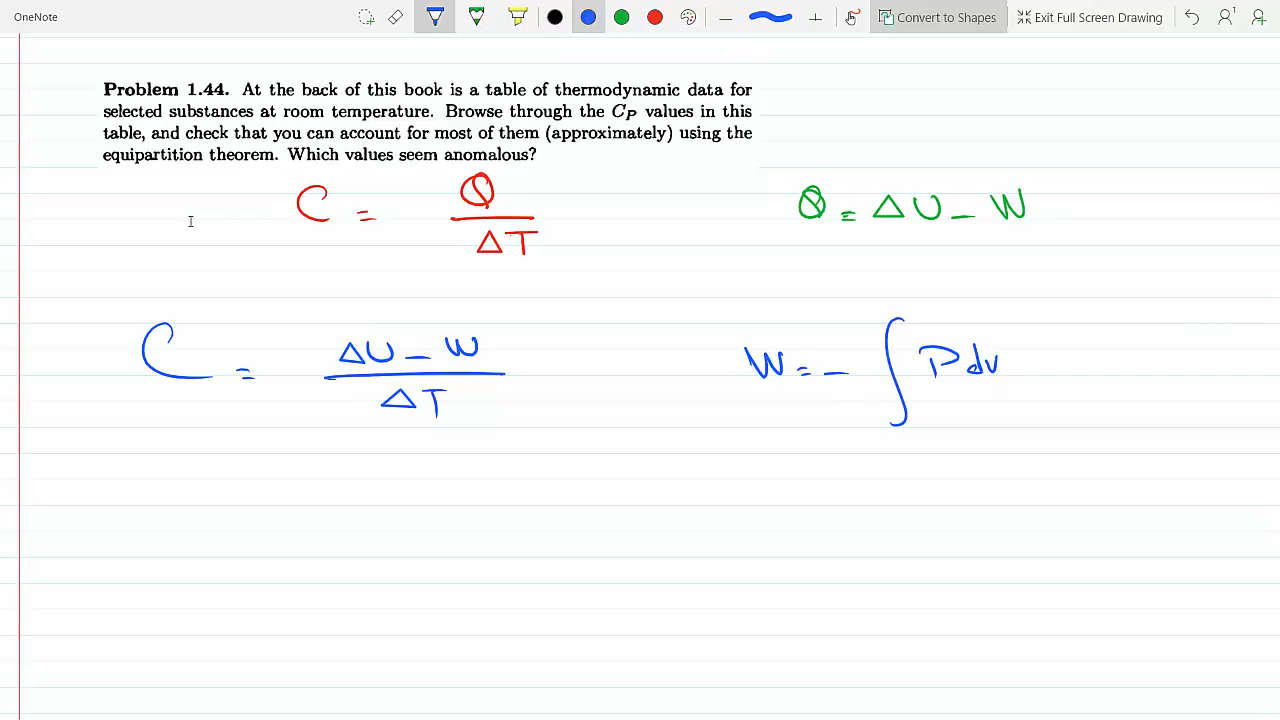 OneNote
Convert to Shapes
Exit Full Screen Drawing
Problem 1.44. At the back of this book is a table of thermodynamic data for
selected substances at room temperature. Browse through the C_P values in this
table, and check that you can account for most of them (approximately) using the
equipartition theorem. Which values seem anomalous?
C = Q / ΔT
Q = ΔU - W
C = ΔU - W / ΔT
W = - ∫ P dv